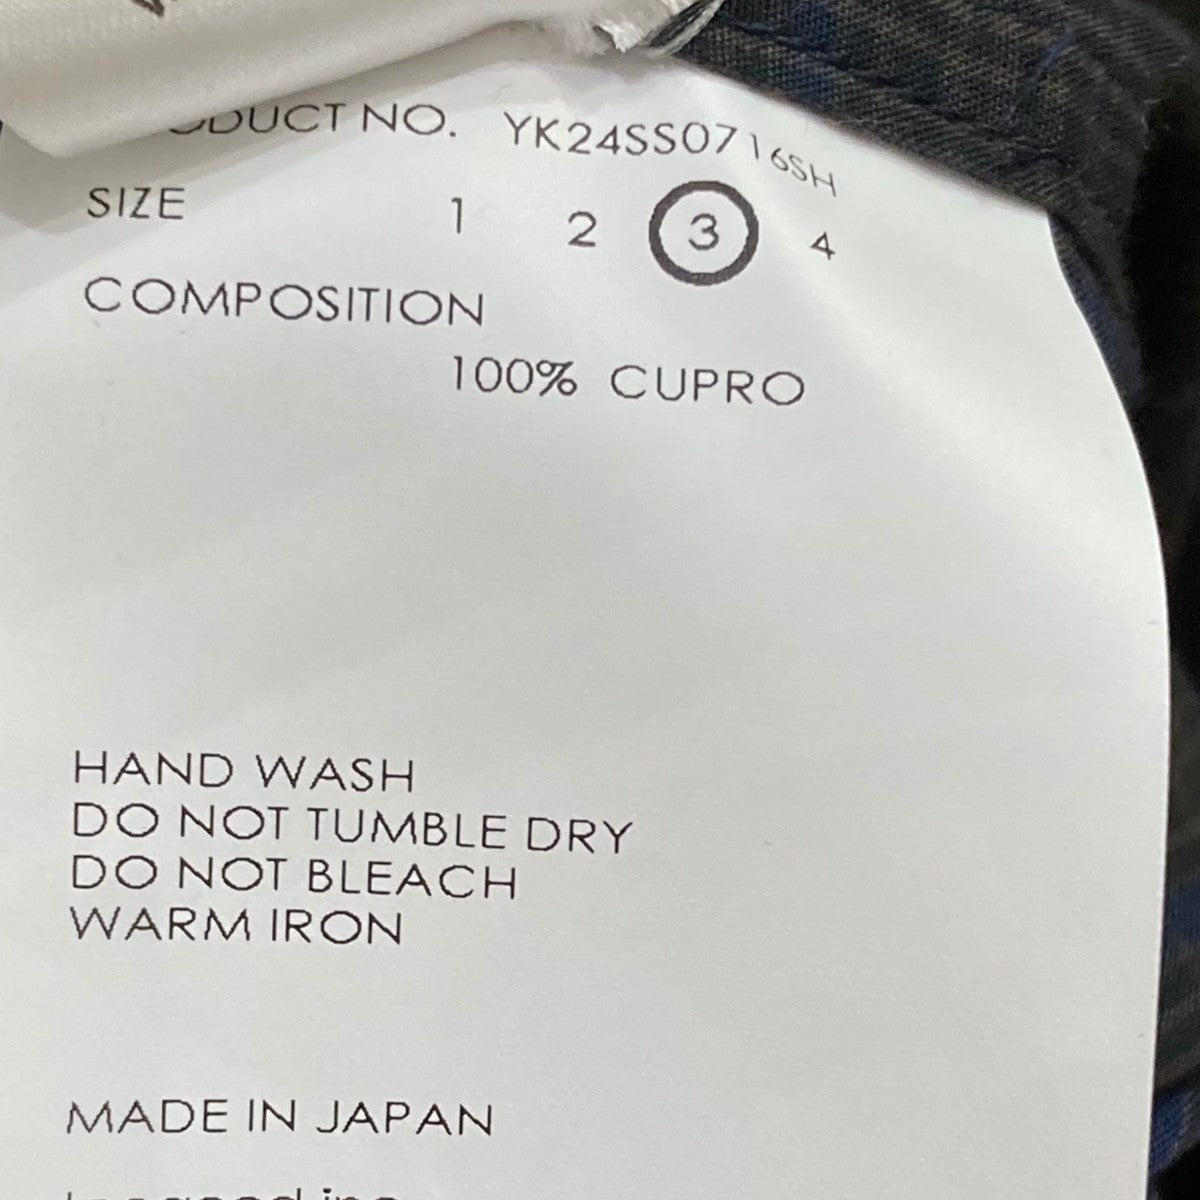 NO. YK24SS0716SH
SIZE 1 2 3 4
COMPOSITION
100% CUPRO
HAND WASH
DO NOT TUMBLE DRY
DO NOT BLEACH
WARM IRON
MADE IN JAPAN